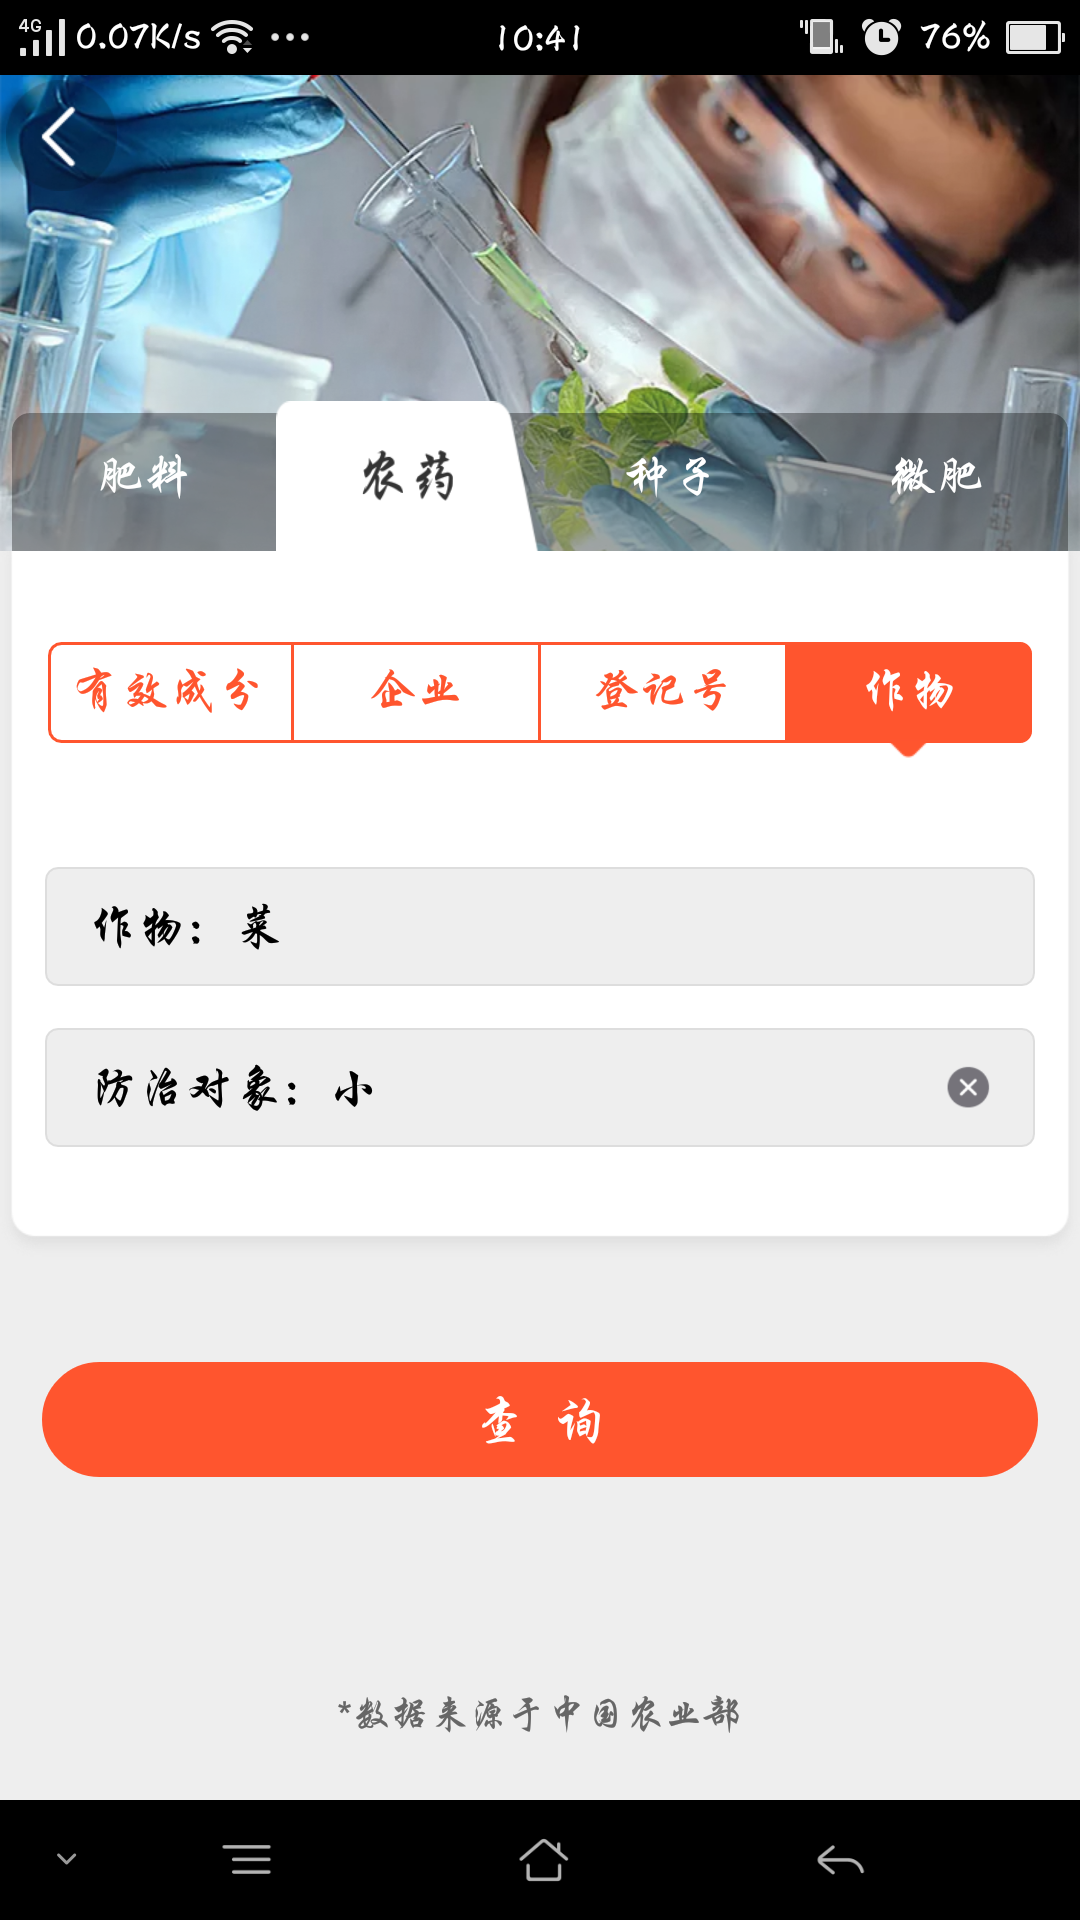 4G 0.07K/s ... 10:41 76%
肥料 农药 种子 微肥
有效成分 企业 登记号 作物
作物：菜
防治对象：小
查 询
*数据来源于中国农业部